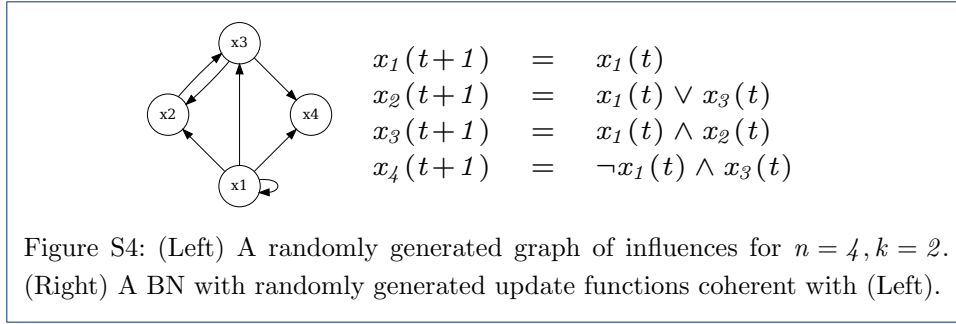 x3
x2
x4
x1
x₁(t+1) = x₁(t)
x₂(t+1) = x₁(t) ∨ x₃(t)
x₃(t+1) = x₁(t) ∧ x₂(t)
x₄(t+1) = ¬x₁(t) ∧ x₃(t)
Figure S4: (Left) A randomly generated graph of influences for n = 4, k = 2.
(Right) A BN with randomly generated update functions coherent with (Left).